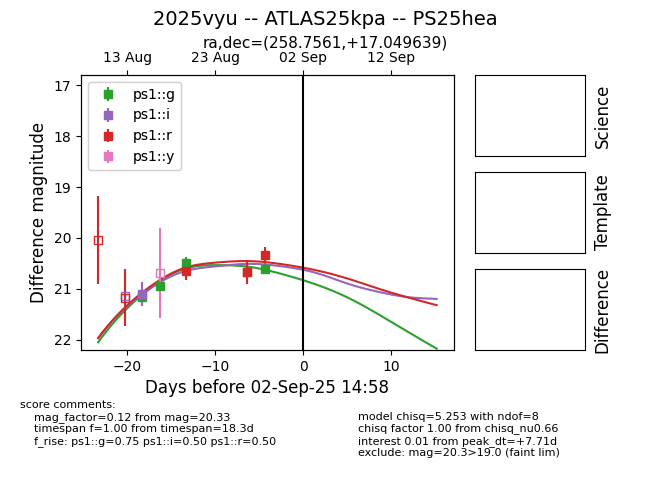 2025vyu -- ATLAS25kpa -- PS25hea
ra,dec=(258.7561,+17.049639)
13 Aug 23 Aug 02 Sep 12 Sep
17
18
19
20
21
22
Difference magnitude
ps1::g
ps1::i
ps1::r
ps1::y
−20 −10 0 10
Days before 02-Sep-25 14:58
Science
Template
Difference
score comments:
mag_factor=0.12 from mag=20.33
timespan f=1.00 from timespan=18.3d
f_rise: ps1::g=0.75 ps1::i=0.50 ps1::r=0.50
model chisq=5.253 with ndof=8
chisq factor 1.00 from chisq_nu0.66
interest 0.01 from peak_dt=+7.71d
exclude: mag=20.3>19.0 (faint lim)